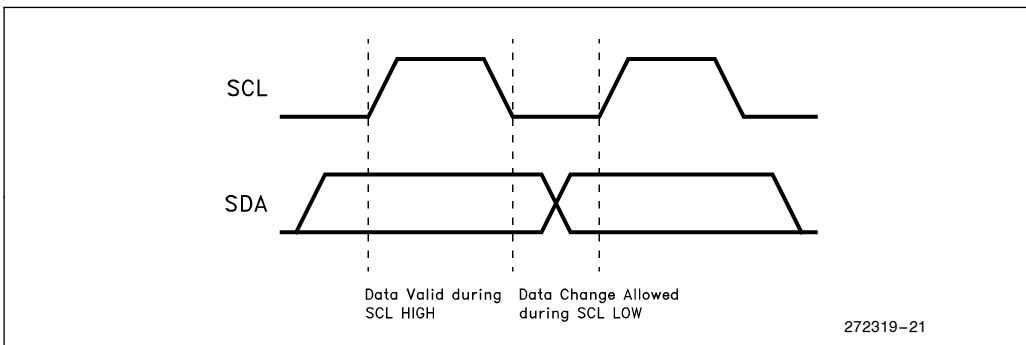 SCL
SDA
Data Valid during
SCL HIGH
Data Change Allowed
during SCL LOW
272319–21